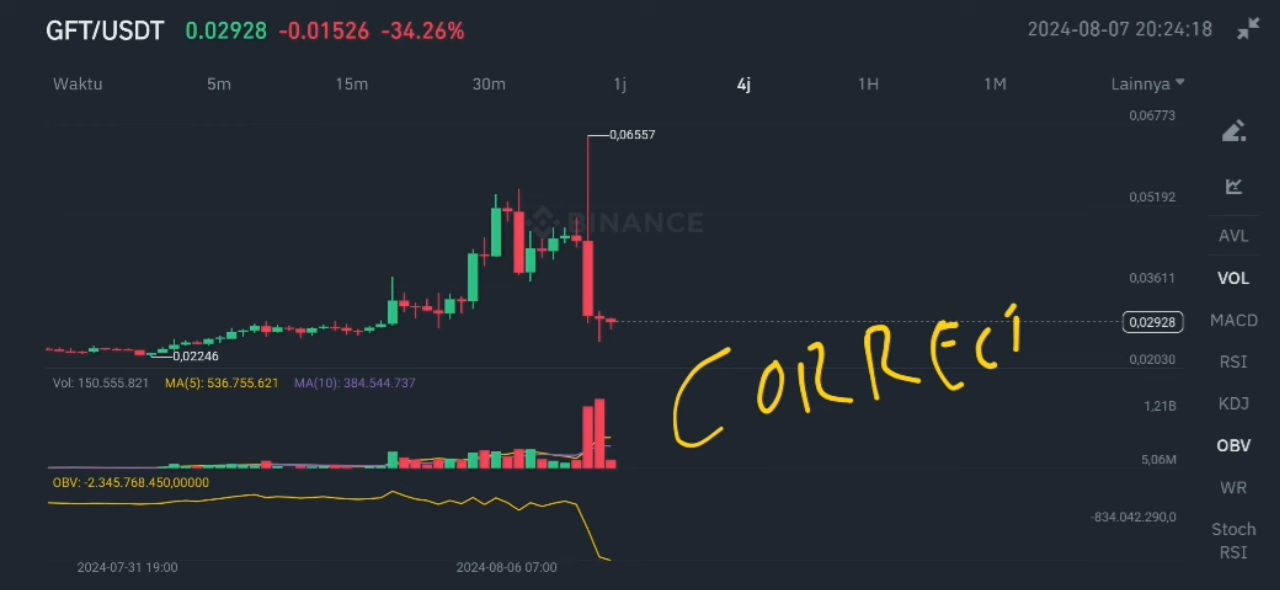 GFT/USDT 0.02928 -0.01526 -34.26% 2024-08-07 20:24:18
Waktu 5m 15m 30m 1j 4j 1H 1M Lainnya
0,06773
0,06557
0,05192
BINANCE
AVL
0,03611
VOL
0,02928
MACD
0,02246
0,02030
RSI
Vol: 150.555.821 MA(5): 536.755.621 MA(10): 384.544.737
1,21B
KDJ
CORRECI
OBV
5,06M
OBV: -2.345.768.450,00000
WR
-834.042.290,0
Stoch
RSI
2024-07-31 19:00 2024-08-06 07:00